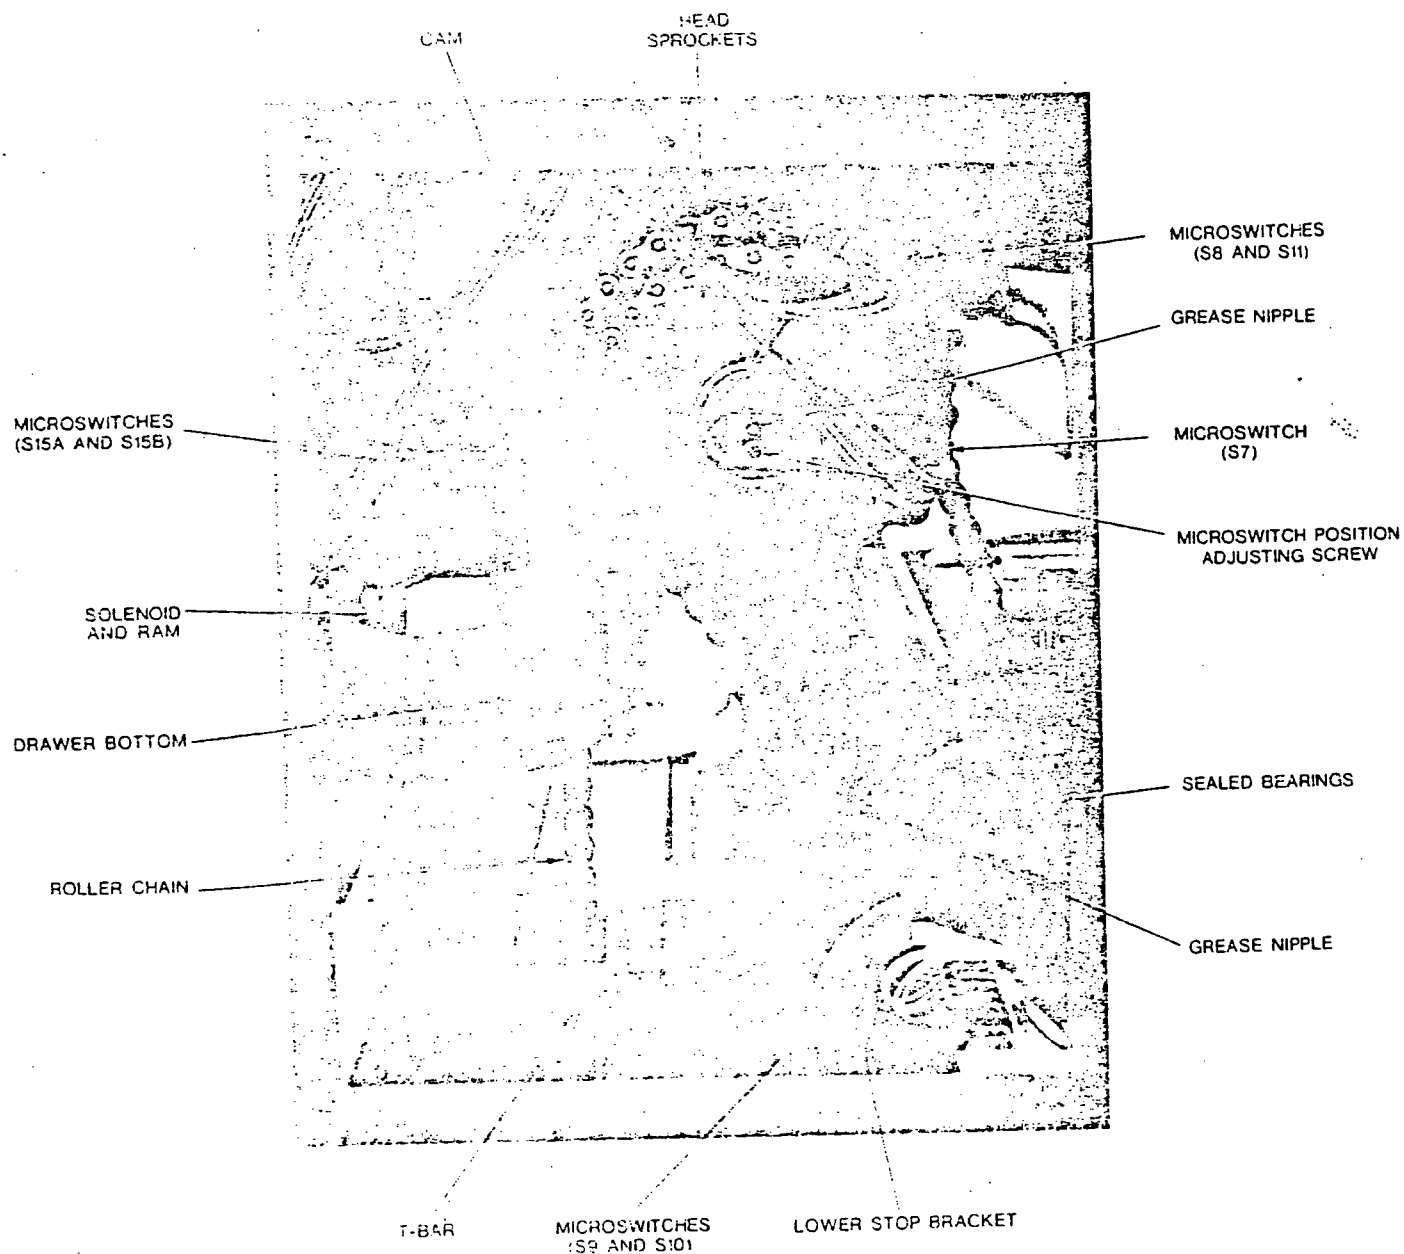 CAM
HEAD
SPROCKETS
MICROSWITCHES
(S8 AND S11)
GREASE NIPPLE
MICROSWITCHES
(S15A AND S15B)
MICROSWITCH
(S7)
MICROSWITCH POSITION
ADJUSTING SCREW
SOLENOID
AND RAM
DRAWER BOTTOM
SEALED BEARINGS
ROLLER CHAIN
GREASE NIPPLE
T-BAR
MICROSWITCHES
(S9 AND S10)
LOWER STOP BRACKET